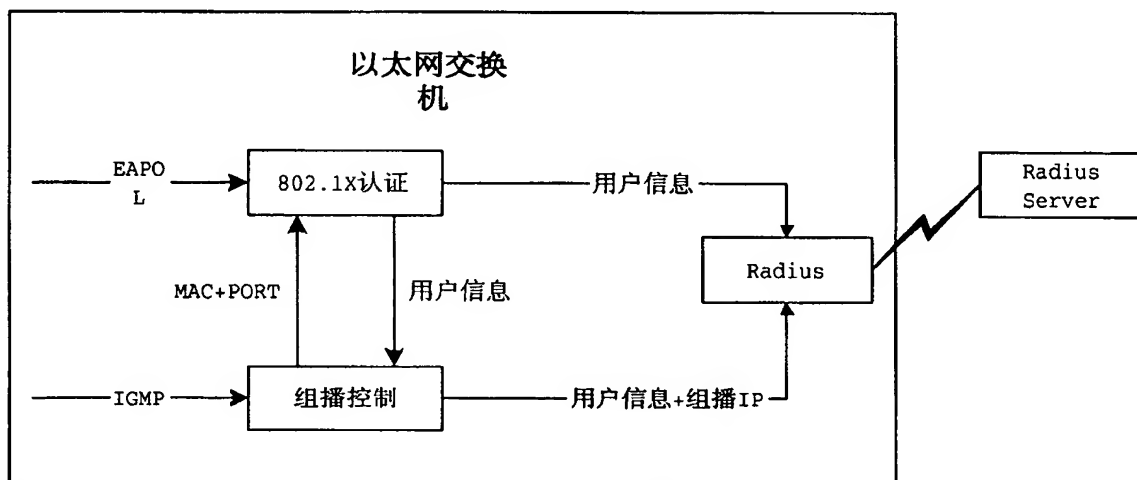 以太网交换
机
EAPO
L
802.1X认证
用户信息
Radius
Server
Radius
MAC+PORT
用户信息
IGMP
组播控制
用户信息+组播IP